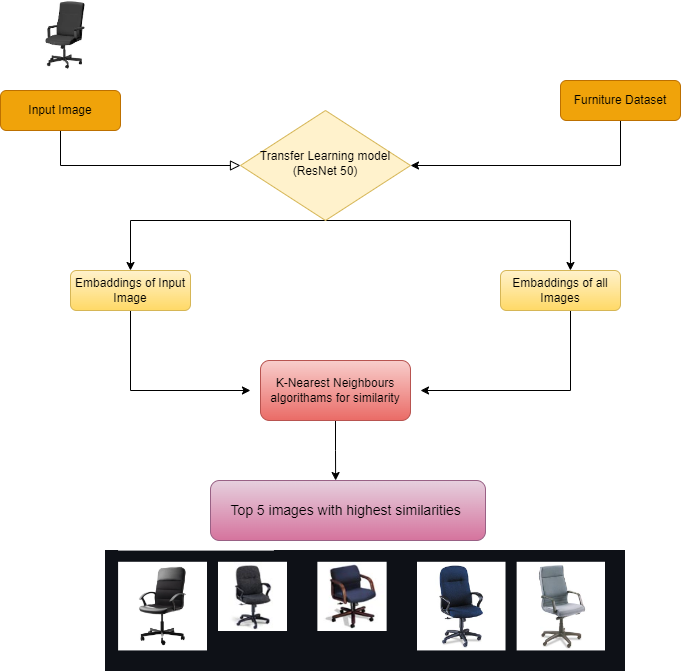 Input Image
Furniture Dataset
Transfer Learning model
(ResNet 50)
Embaddings of Input
Image
Embaddings of all
Images
K-Nearest Neighbours
algorithams for similarity
Top 5 images with highest similarities